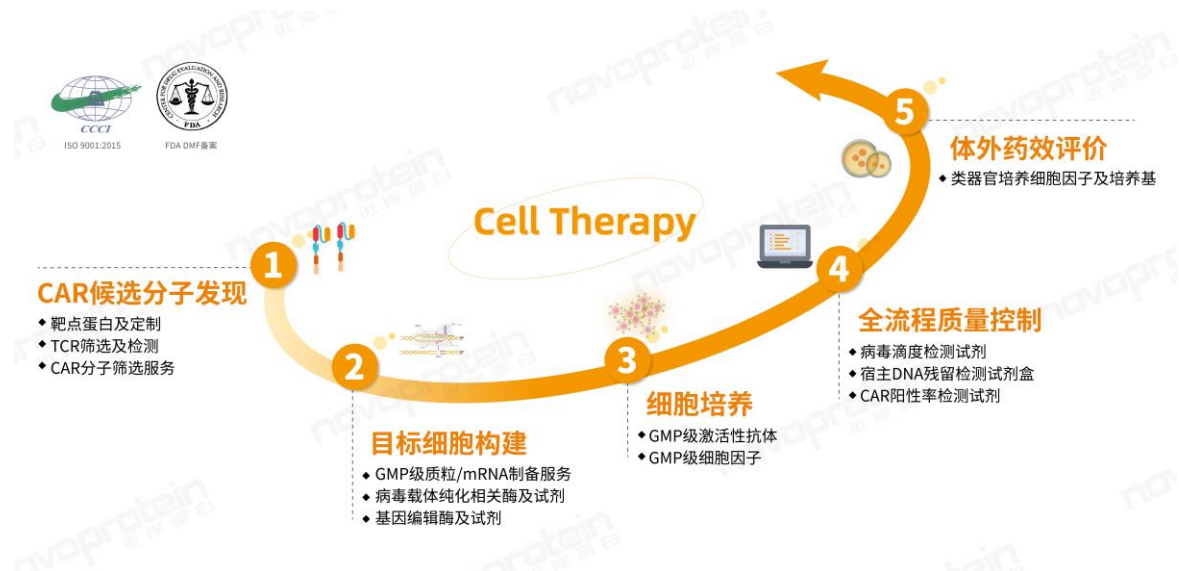 CENTER FOR DRUG EVALUATION AND RESEARCH
FDA
CCCI
ISO 9001:2015
FDA DMF备案
Cell Therapy
1
CAR候选分子发现
◆ 靶点蛋白及定制
◆ TCR筛选及检测
◆ CAR分子筛选服务
2
目标细胞构建
◆ GMP级质粒/mRNA制备服务
◆ 病毒载体纯化相关酶及试剂
◆ 基因编辑酶及试剂
3
细胞培养
◆ GMP级激活性抗体
◆ GMP级细胞因子
4
全流程质量控制
◆ 病毒滴度检测试剂
◆ 宿主DNA残留检测试剂盒
◆ CAR阳性率检测试剂
5
体外药效评价
◆ 类器官培养细胞因子及培养基
novoprotein
近岸蛋白